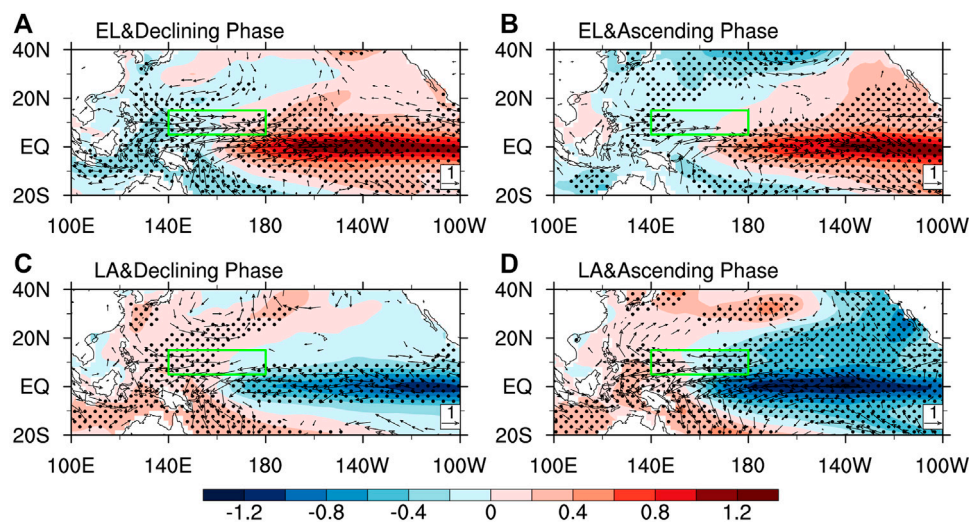 A EL&Declining Phase
B EL&Ascending Phase
40N
20N
EQ
20S
1
100E 140E 180 140W 100W
40N
20N
EQ
20S
1
100E 140E 180 140W 100W
C LA&Declining Phase
D LA&Ascending Phase
40N
20N
EQ
20S
1
100E 140E 180 140W 100W
40N
20N
EQ
20S
1
100E 140E 180 140W 100W
-1.2 -0.8 -0.4 0 0.4 0.8 1.2